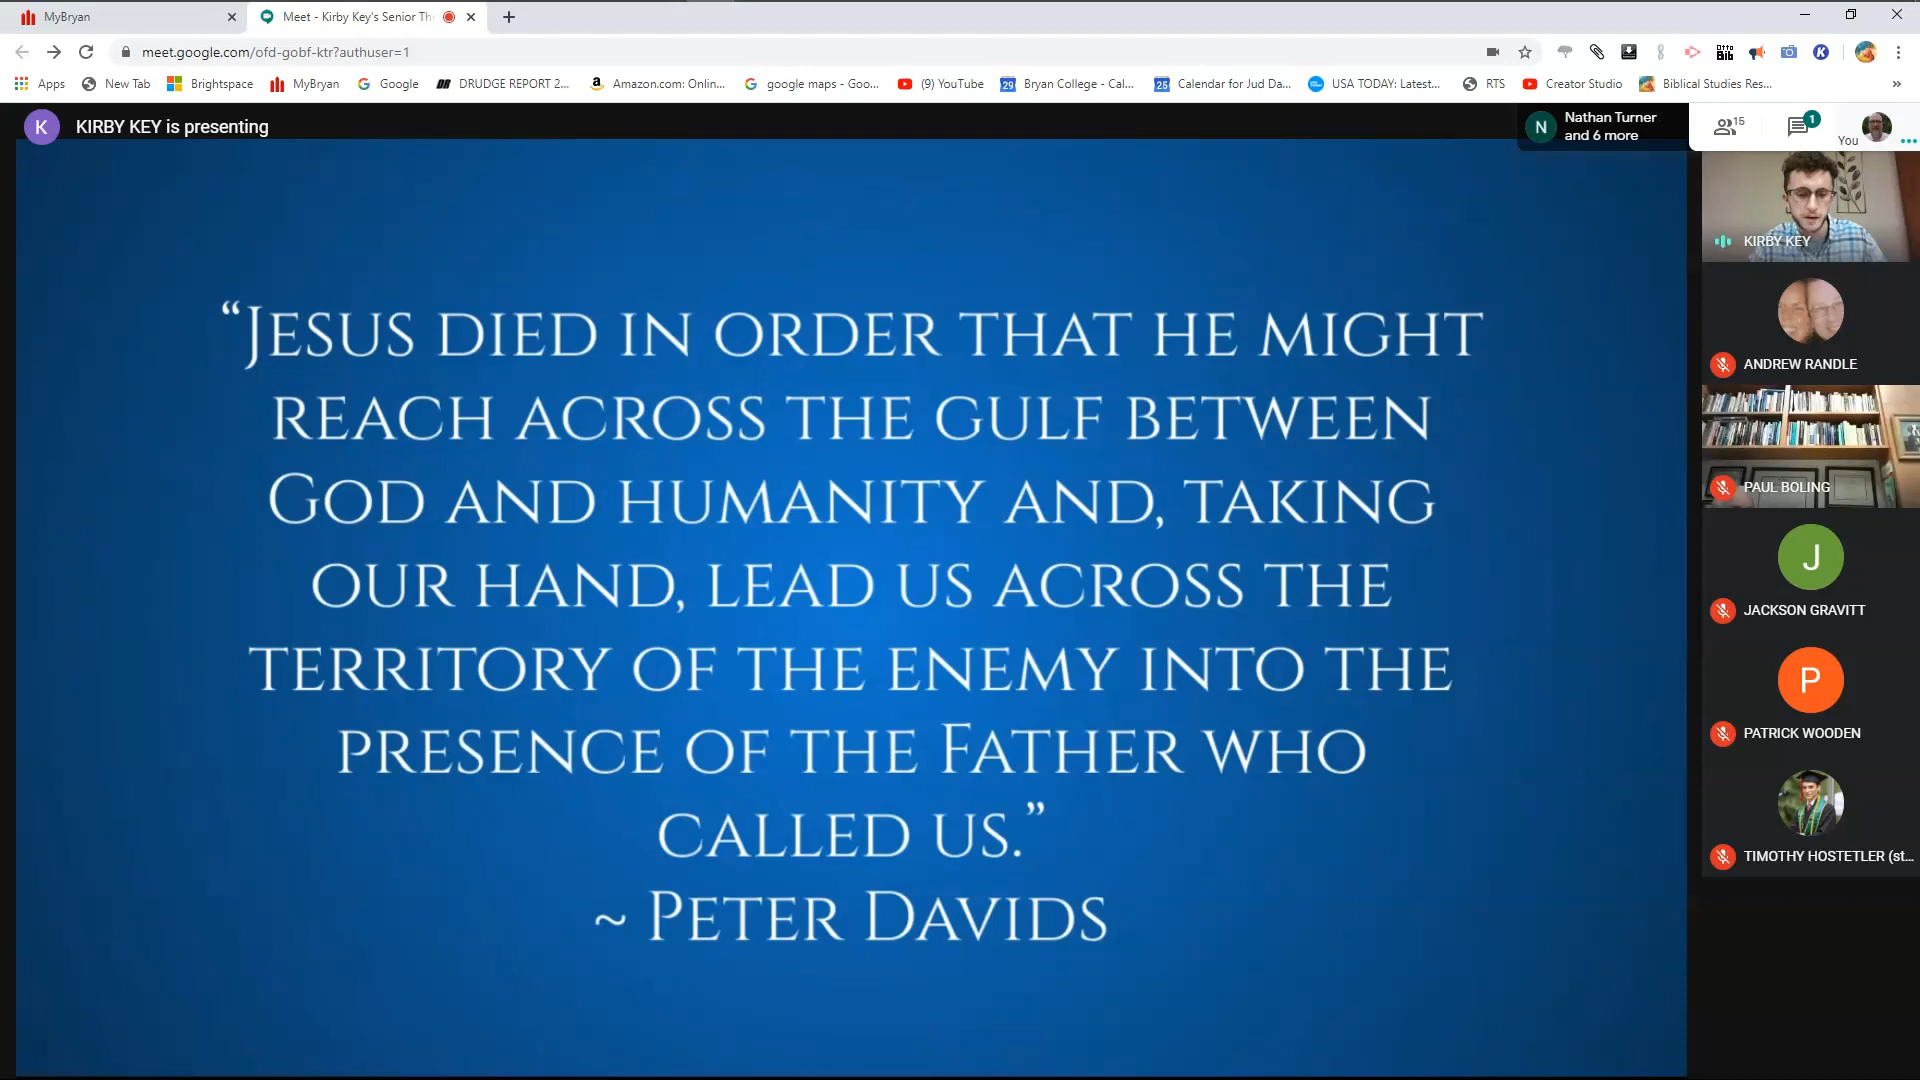 MyBryan
Meet - Kirby Key's Senior Th
meet.google.com/ofd-gobf-ktr?authuser=1
Apps
New Tab
Brightspace
MyBryan
Google
DRUDGE REPORT 2...
Amazon.com: Onlin...
google maps - Goo...
(9) YouTube
Bryan College - Cal...
Calendar for Jud Da...
USA TODAY: Latest...
RTS
Creator Studio
Biblical Studies Res...
K
KIRBY KEY is presenting
N
Nathan Turner
and 6 more
15
1
You
“JESUS DIED IN ORDER THAT HE MIGHT
REACH ACROSS THE GULF BETWEEN
GOD AND HUMANITY AND, TAKING
OUR HAND, LEAD US ACROSS THE
TERRITORY OF THE ENEMY INTO THE
PRESENCE OF THE FATHER WHO
CALLED US.”
~ PETER DAVIDS
KIRBY KEY
ANDREW RANDLE
PAUL BOLING
J
JACKSON GRAVITT
P
PATRICK WOODEN
TIMOTHY HOSTETLER (st...